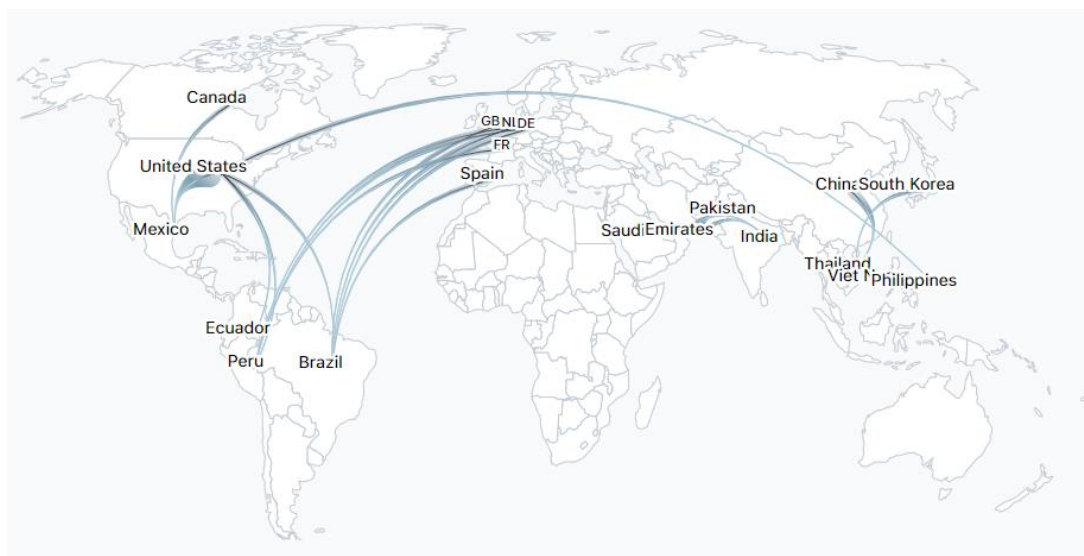 Canada
GB NL DE
FR
United States
Spain
China South Korea
Pakistan
Mexico
Saudi Emirates
India
Thailand
Viet N
Philippines
Ecuador
Peru
Brazil